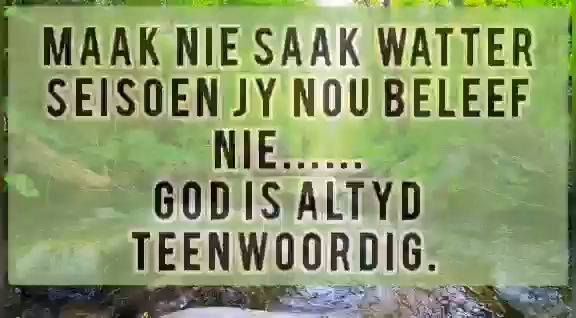 MAAK NIE SAAK WATTER
SEISOEN JY NOU BELEEF
NIE......
GOD IS ALTYD
TEENWOORDIG.